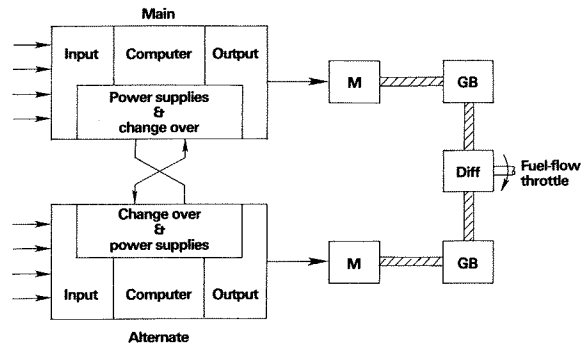 Main
Input
Computer
Output
Power supplies
&
change over
M
GB
Diff
Fuel-flow
throttle
Change over
&
power supplies
Input
Computer
Output
M
GB
Alternate